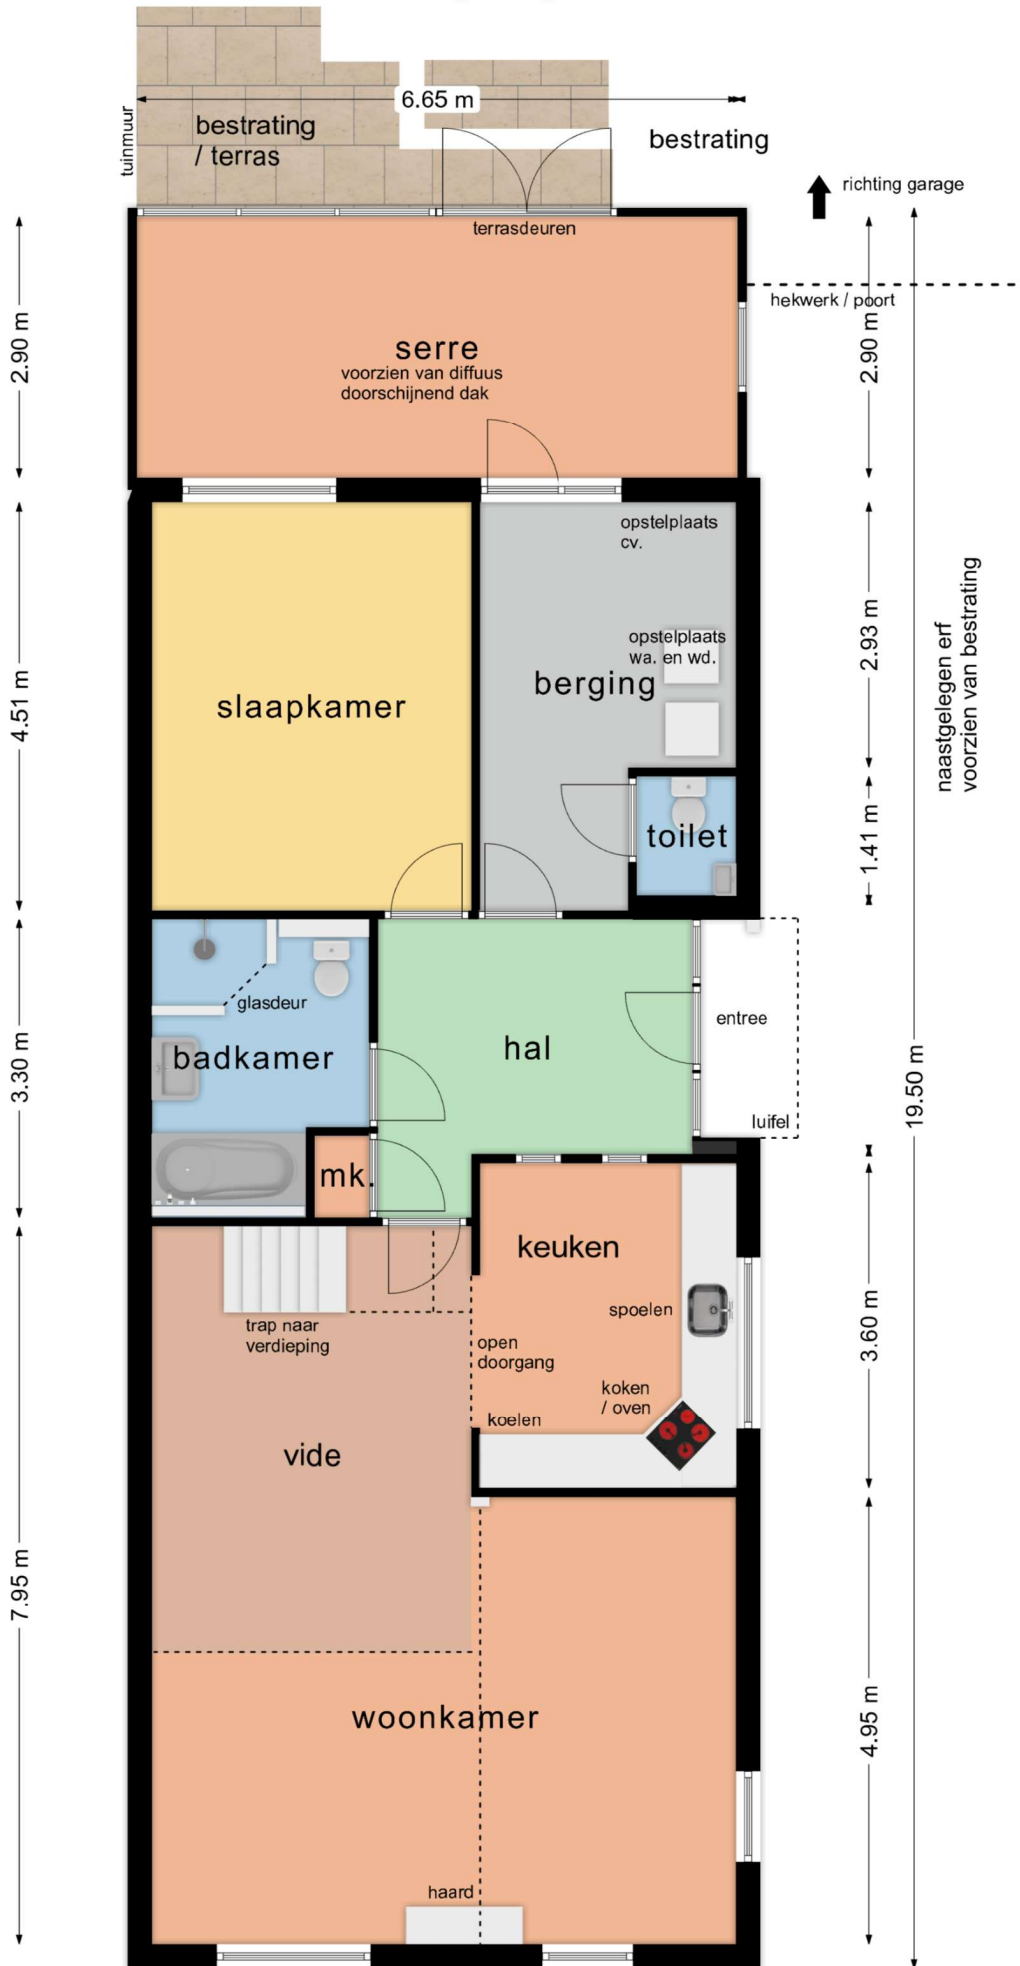 6.65 m
tuinmuur
bestrating
/ terras
bestrating
richting garage
terrasdeuren
hekwerk / poort
2.90 m
serre
voorzien van diffuus
doorschijnend dak
2.90 m
opstelplaats
cv.
4.51 m
slaapkamer
opstelplaats
wa. en wd.
berging
2.93 m
naastgelegen erf
voorzien van bestrating
toilet
1.41 m
glasdeur
badkamer
hal
entree
luifel
3.30 m
19.50 m
mk.
keuken
spoelen
trap naar
verdieping
open
doorgang
koken
/ oven
koelen
3.60 m
vide
7.95 m
woonkamer
4.95 m
haard